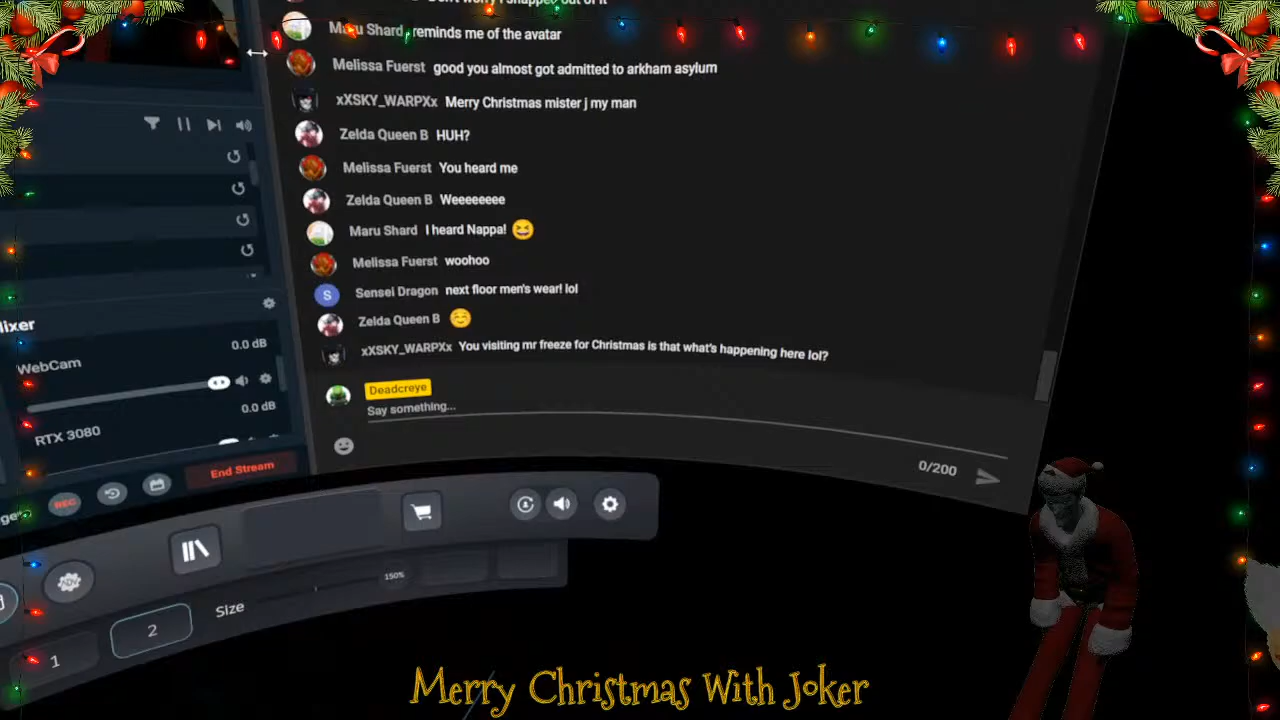 Maru Shard reminds me of the avatar
Melissa Fuerst good you almost got admitted to arkham asylum
xXSKY_WARPXx Merry Christmas mister j my man
Zelda Queen B HUH?
Melissa Fuerst You heard me
Zelda Queen B Weeeeeeee
Maru Shard I heard Nappa! 😆
Melissa Fuerst woohoo
S Sensei Dragon next floor men's wear! lol
Zelda Queen B ☺️
xXSKY_WARPXx You visiting mr freeze for Christmas is that what's happening here lol?
Deadcreye
Say something...
0/200
WebCam
0.0 dB
0.0 dB
RTX 3080
REC
End Stream
150%
Size
1
2
Merry Christmas With Joker